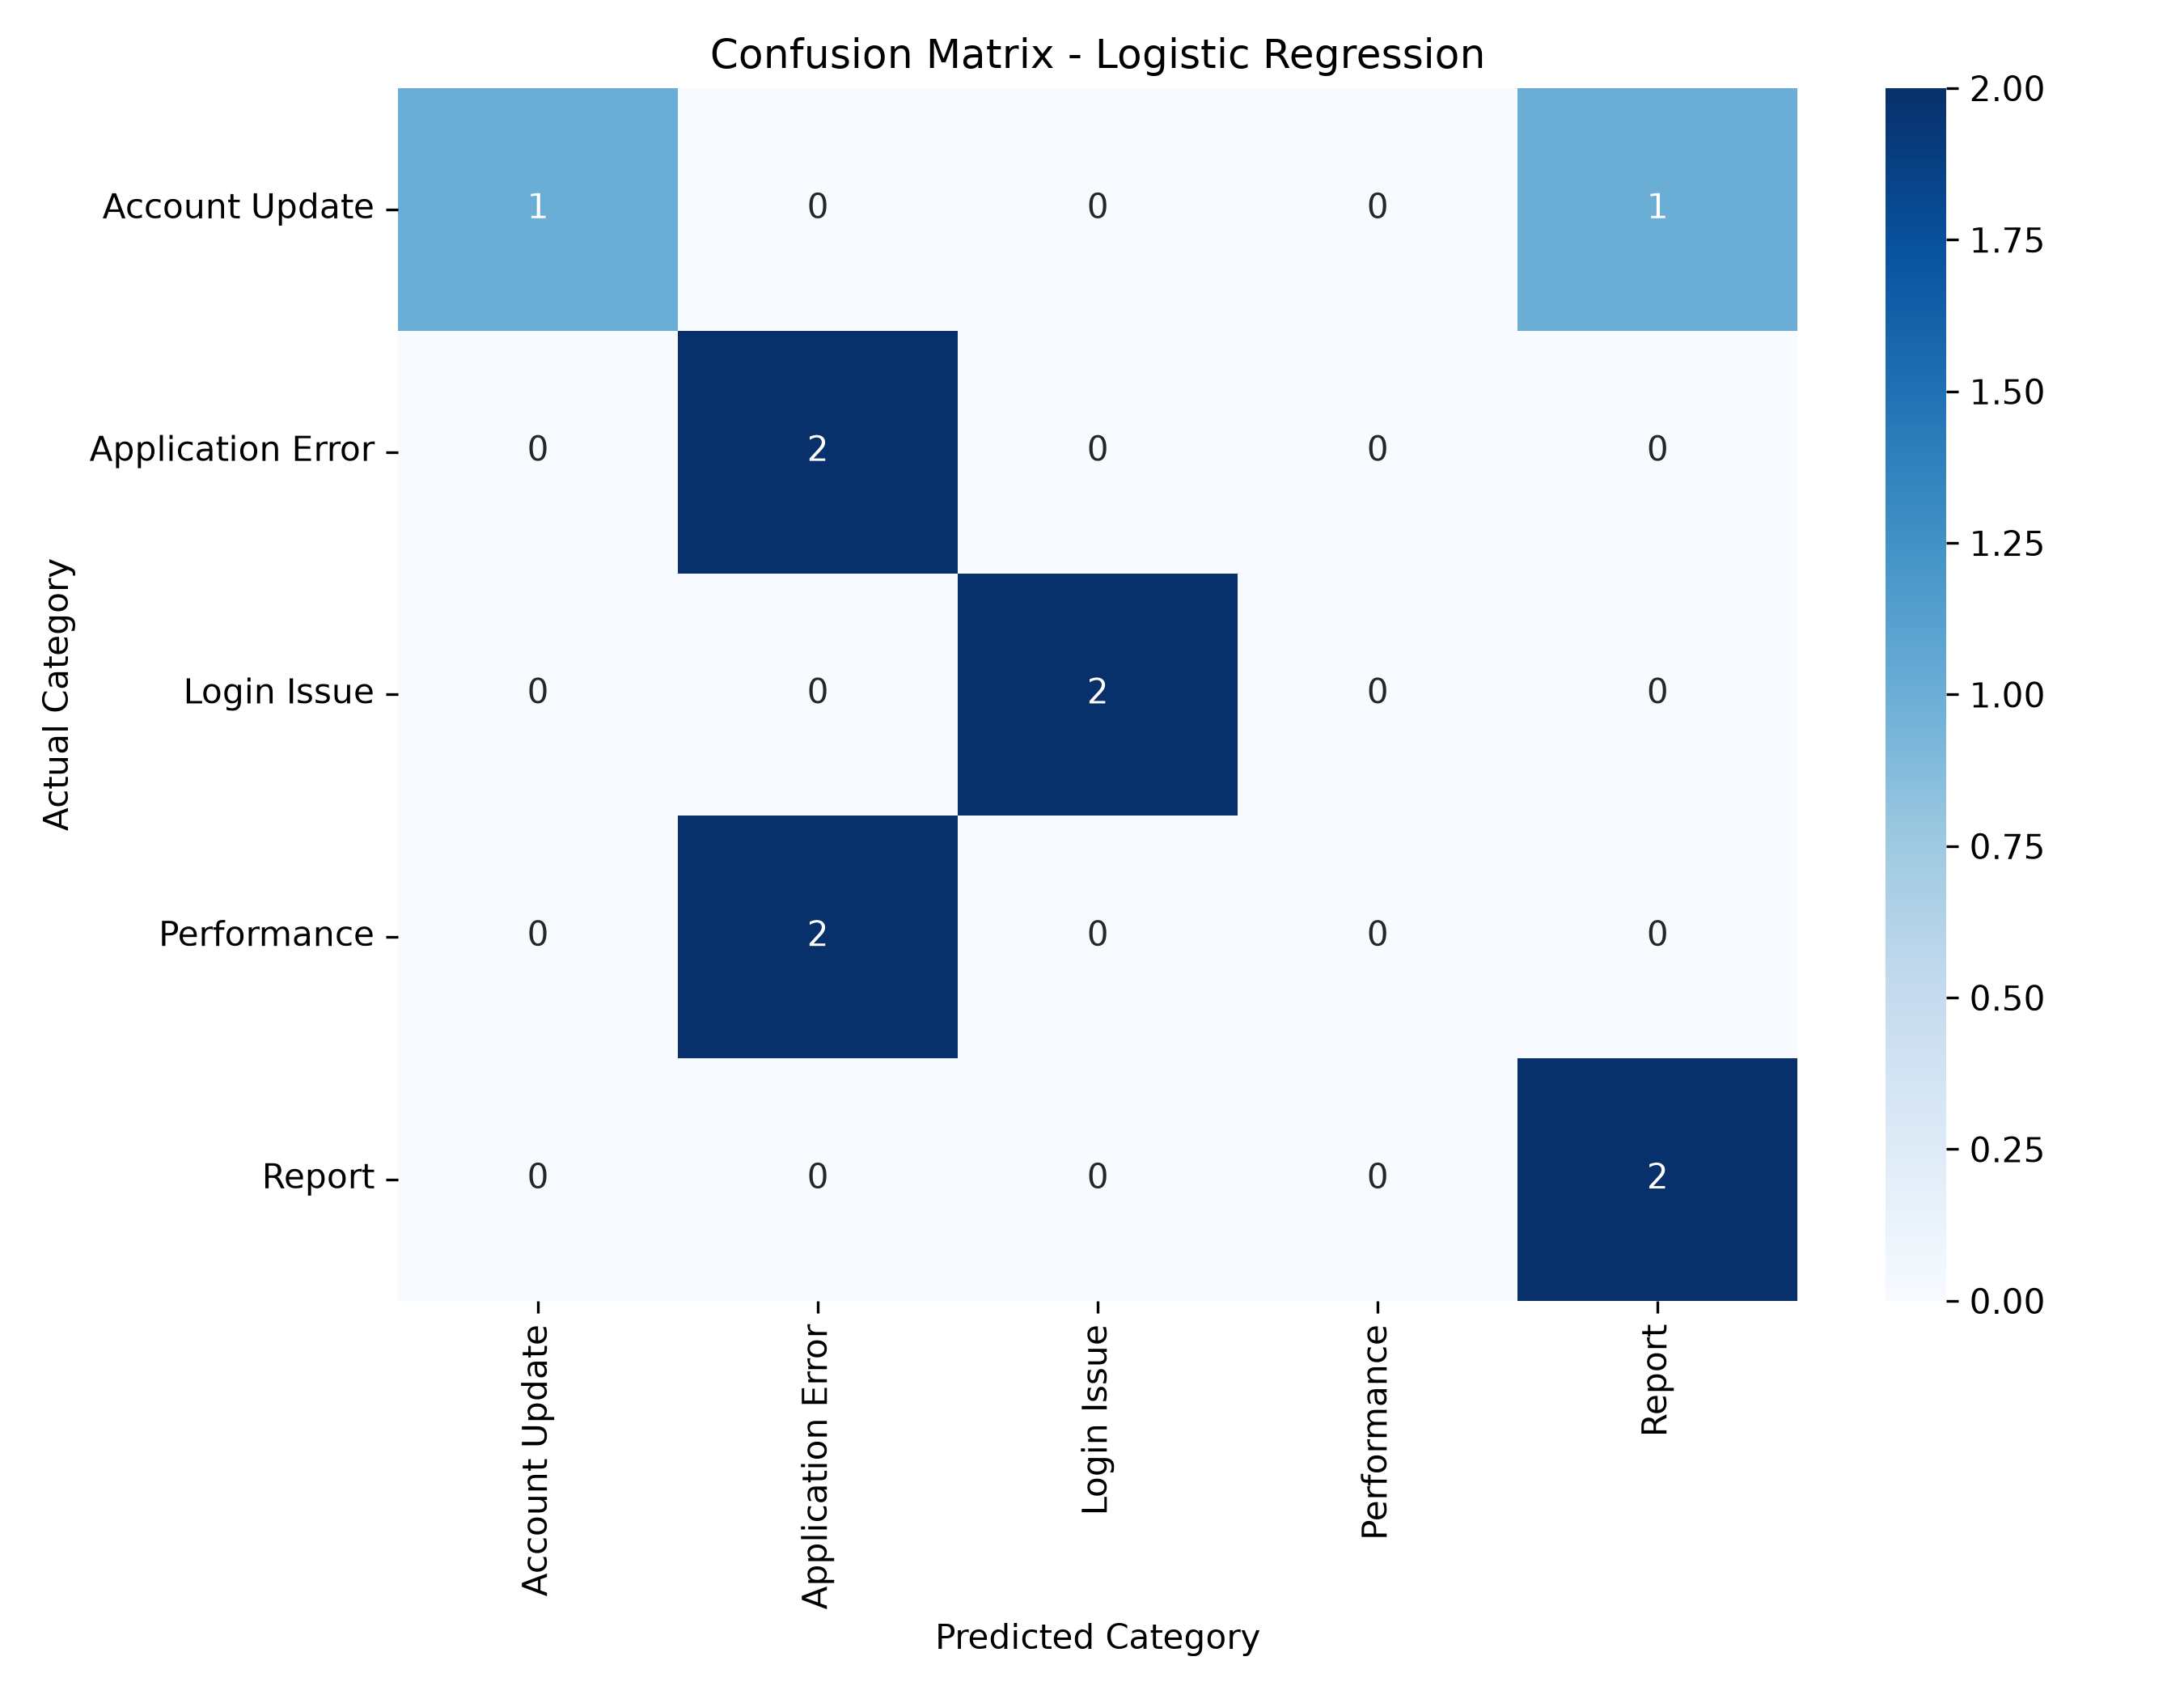 Confusion Matrix - Logistic Regression
Account Update 1 0 0 0 1
Application Error 0 2 0 0 0
Login Issue 0 0 2 0 0
Performance 0 2 0 0 0
Report 0 0 0 0 2
Actual Category
Account Update
Application Error
Login Issue
Performance
Report
Predicted Category
2.00
1.75
1.50
1.25
1.00
0.75
0.50
0.25
0.00